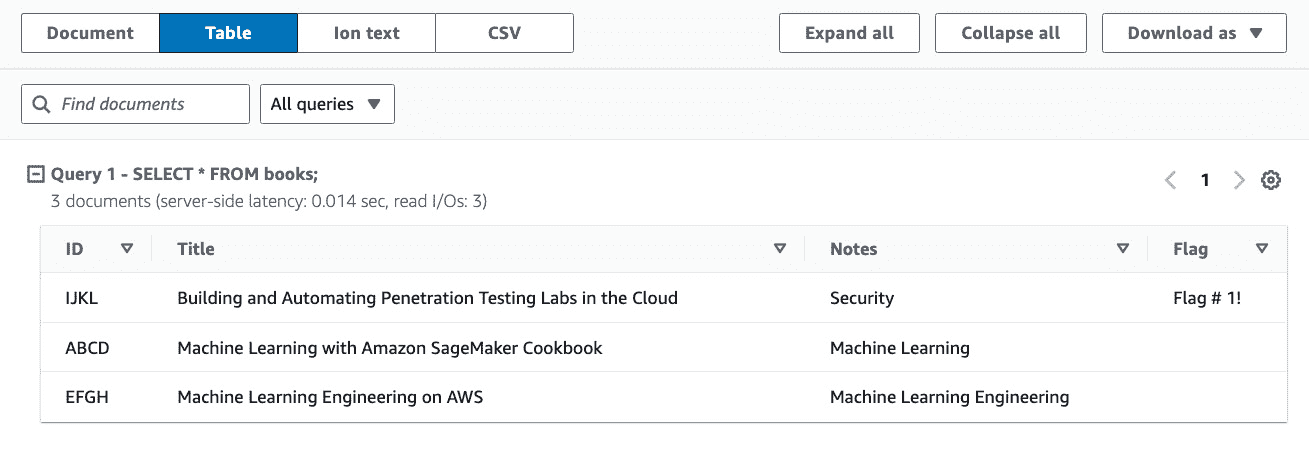 Document Table Ion text CSV Expand all Collapse all Download as
Find documents All queries
Query 1 - SELECT * FROM books;
1
3 documents (server-side latency: 0.014 sec, read I/Os: 3)
ID Title Notes Flag
IJKL Building and Automating Penetration Testing Labs in the Cloud Security Flag # 1!
ABCD Machine Learning with Amazon SageMaker Cookbook Machine Learning
EFGH Machine Learning Engineering on AWS Machine Learning Engineering